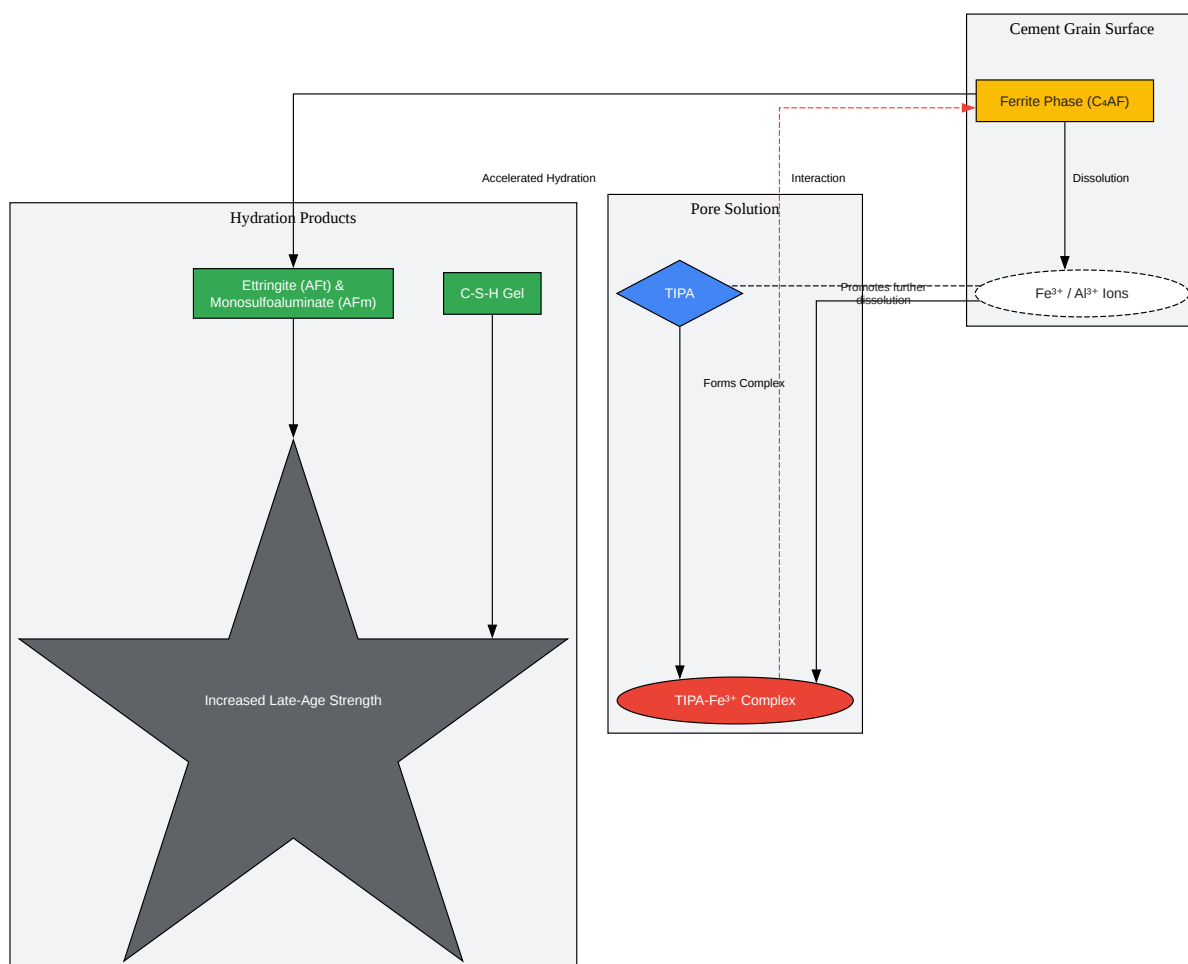 Cement Grain Surface
Ferrite Phase (C₄AF)
Accelerated Hydration
Interaction
Dissolution
Hydration Products
Pore Solution
Ettringite (AFt) &
Monosulfoaluminate (AFm)
C-S-H Gel
TIPA
Promotes further
dissolution
Fe³⁺ / Al³⁺ Ions
Forms Complex
Increased Late-Age Strength
TIPA-Fe³⁺ Complex